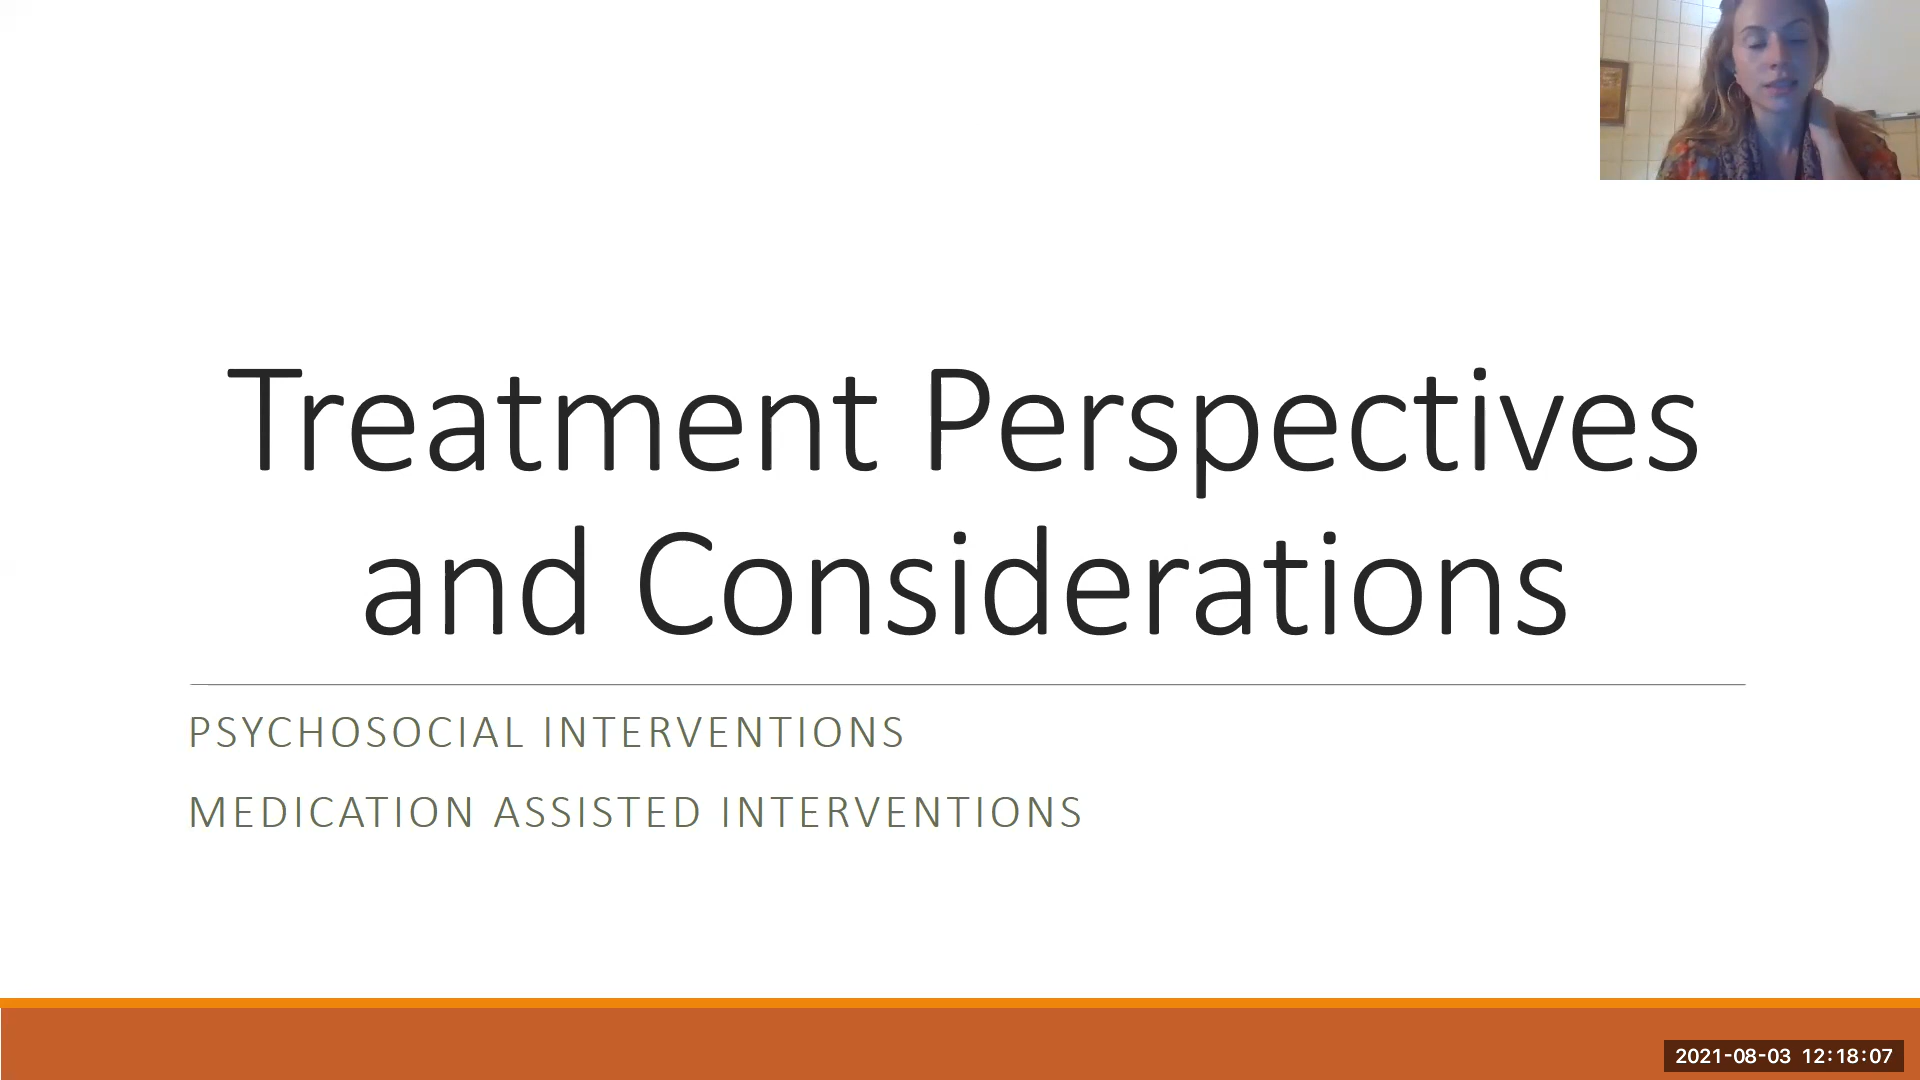 Treatment Perspectives
and Considerations
PSYCHOSOCIAL INTERVENTIONS
MEDICATION ASSISTED INTERVENTIONS
2021-08-03 12:18:07